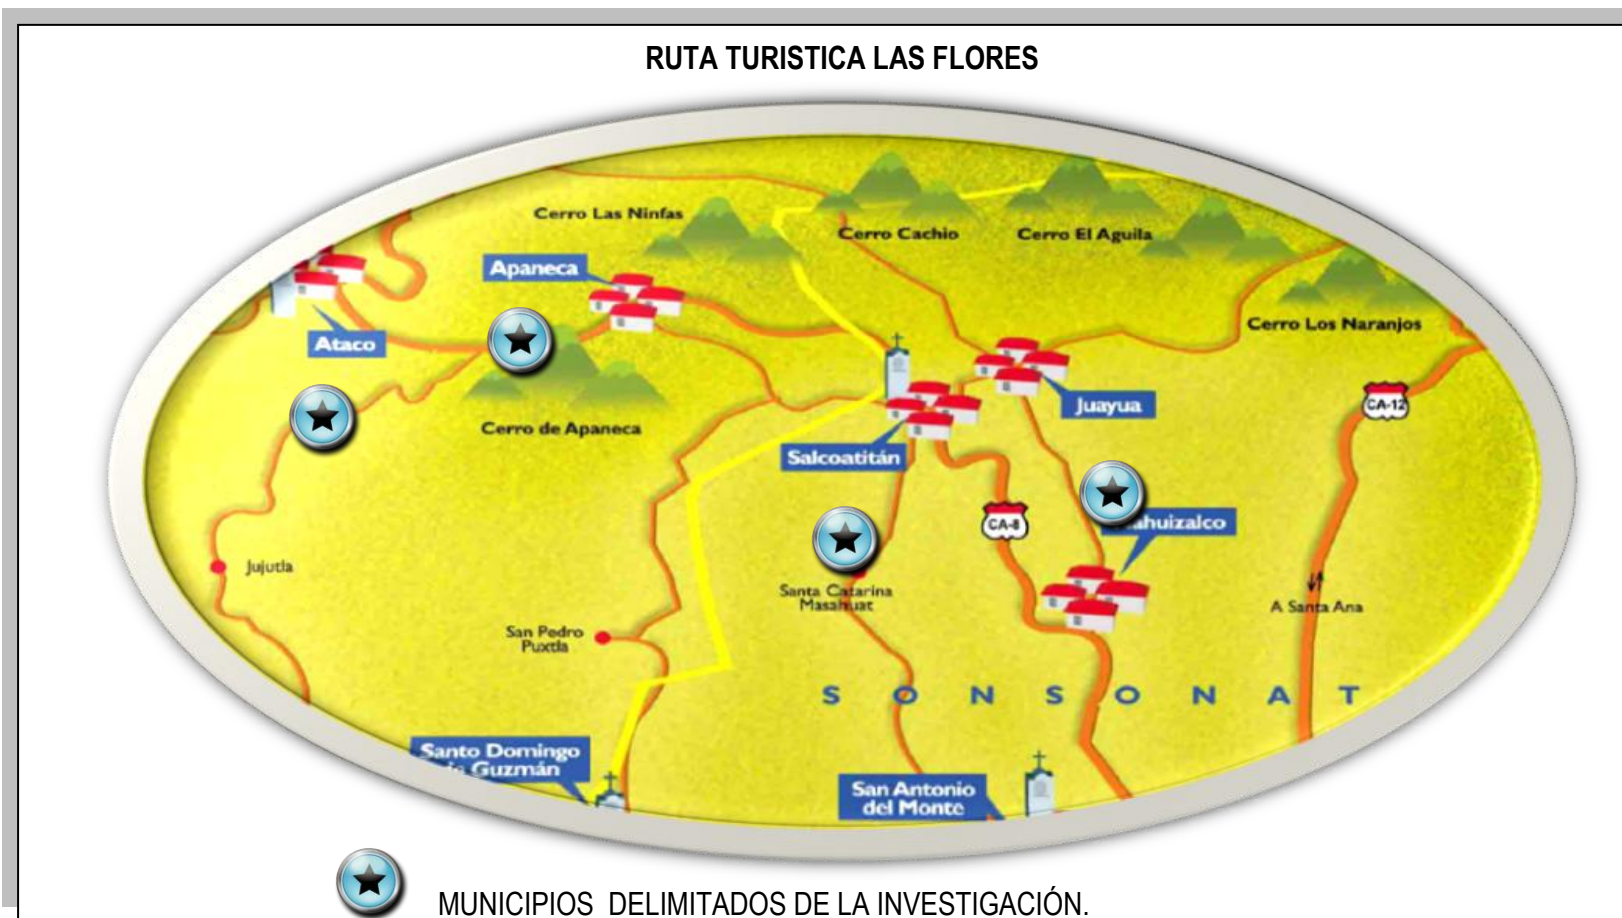 RUTA TURISTICA LAS FLORES
Cerro Las Ninfas
Cerro Cachio
Cerro El Aguila
Apaneca
Cerro Los Naranjos
Ataco
CA-12
Juayua
Cerro de Apaneca
Salcoatitán
CA-8
ahuizalco
Jujutla
Santa Catarina
Masahuat
A Santa Ana
San Pedro
Puxtla
S O N S O N A T
Santo Domingo
Guzmán
San Antonio
del Monte
MUNICIPIOS DELIMITADOS DE LA INVESTIGACIÓN.